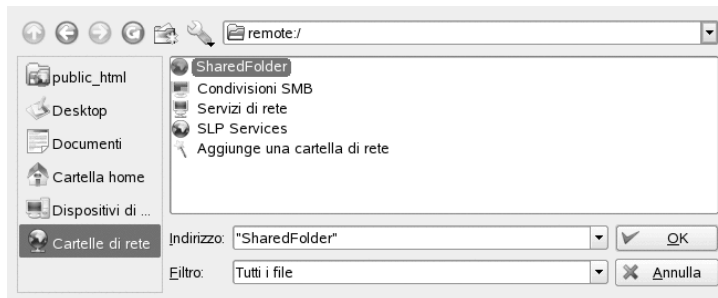 remote:/
public_html
Desktop
Documenti
Cartella home
Dispositivi di ...
Cartelle di rete
SharedFolder
Condivisioni SMB
Servizi di rete
SLP Services
Aggiunge una cartella di rete
Indirizzo: "SharedFolder" OK
Filtro: Tutti i file Annulla